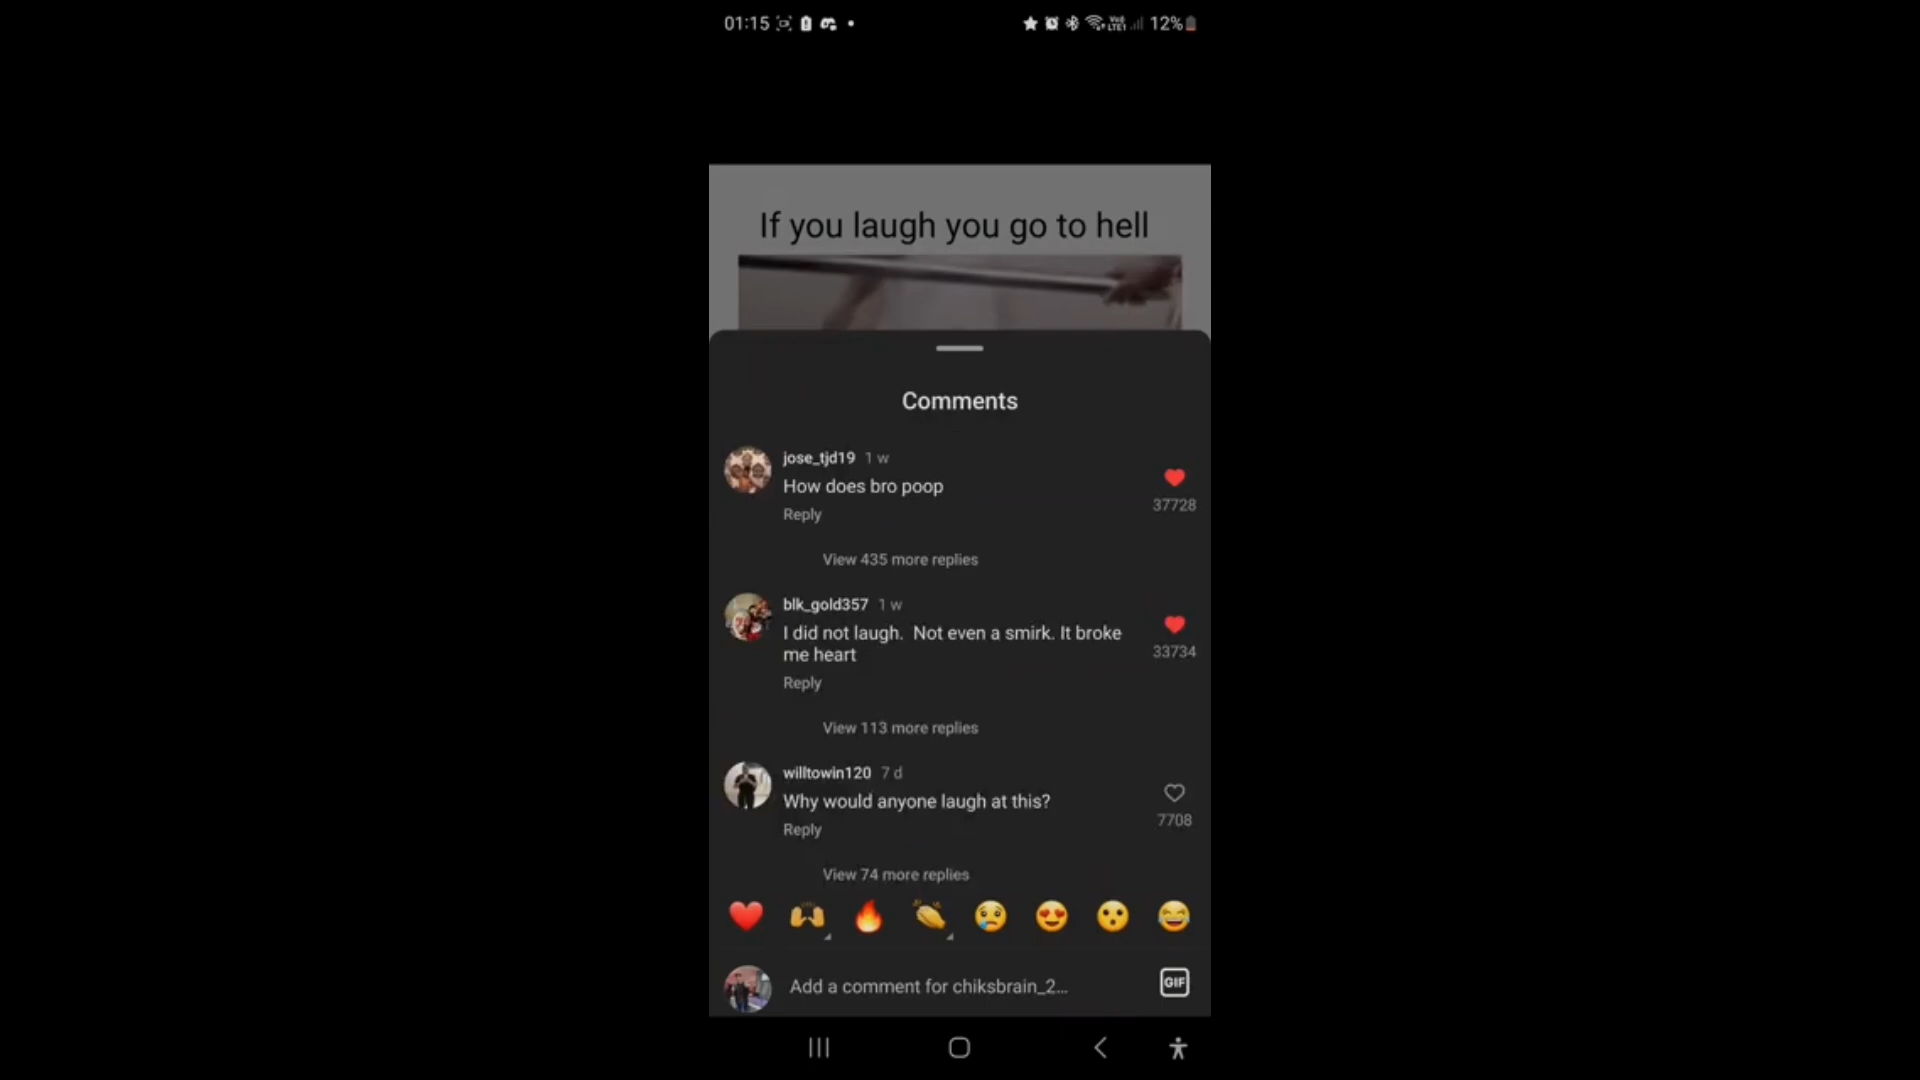 01:15
Vo))
LTE1
12%
If you laugh you go to hell
Comments
jose_tjd19 1 w
How does bro poop
37728
Reply
View 435 more replies
blk_gold357 1 w
I did not laugh. Not even a smirk. It broke
me heart
33734
Reply
View 113 more replies
willtowin120 7 d
Why would anyone laugh at this?
7708
Reply
View 74 more replies
Add a comment for chiksbrain_2...
GIF